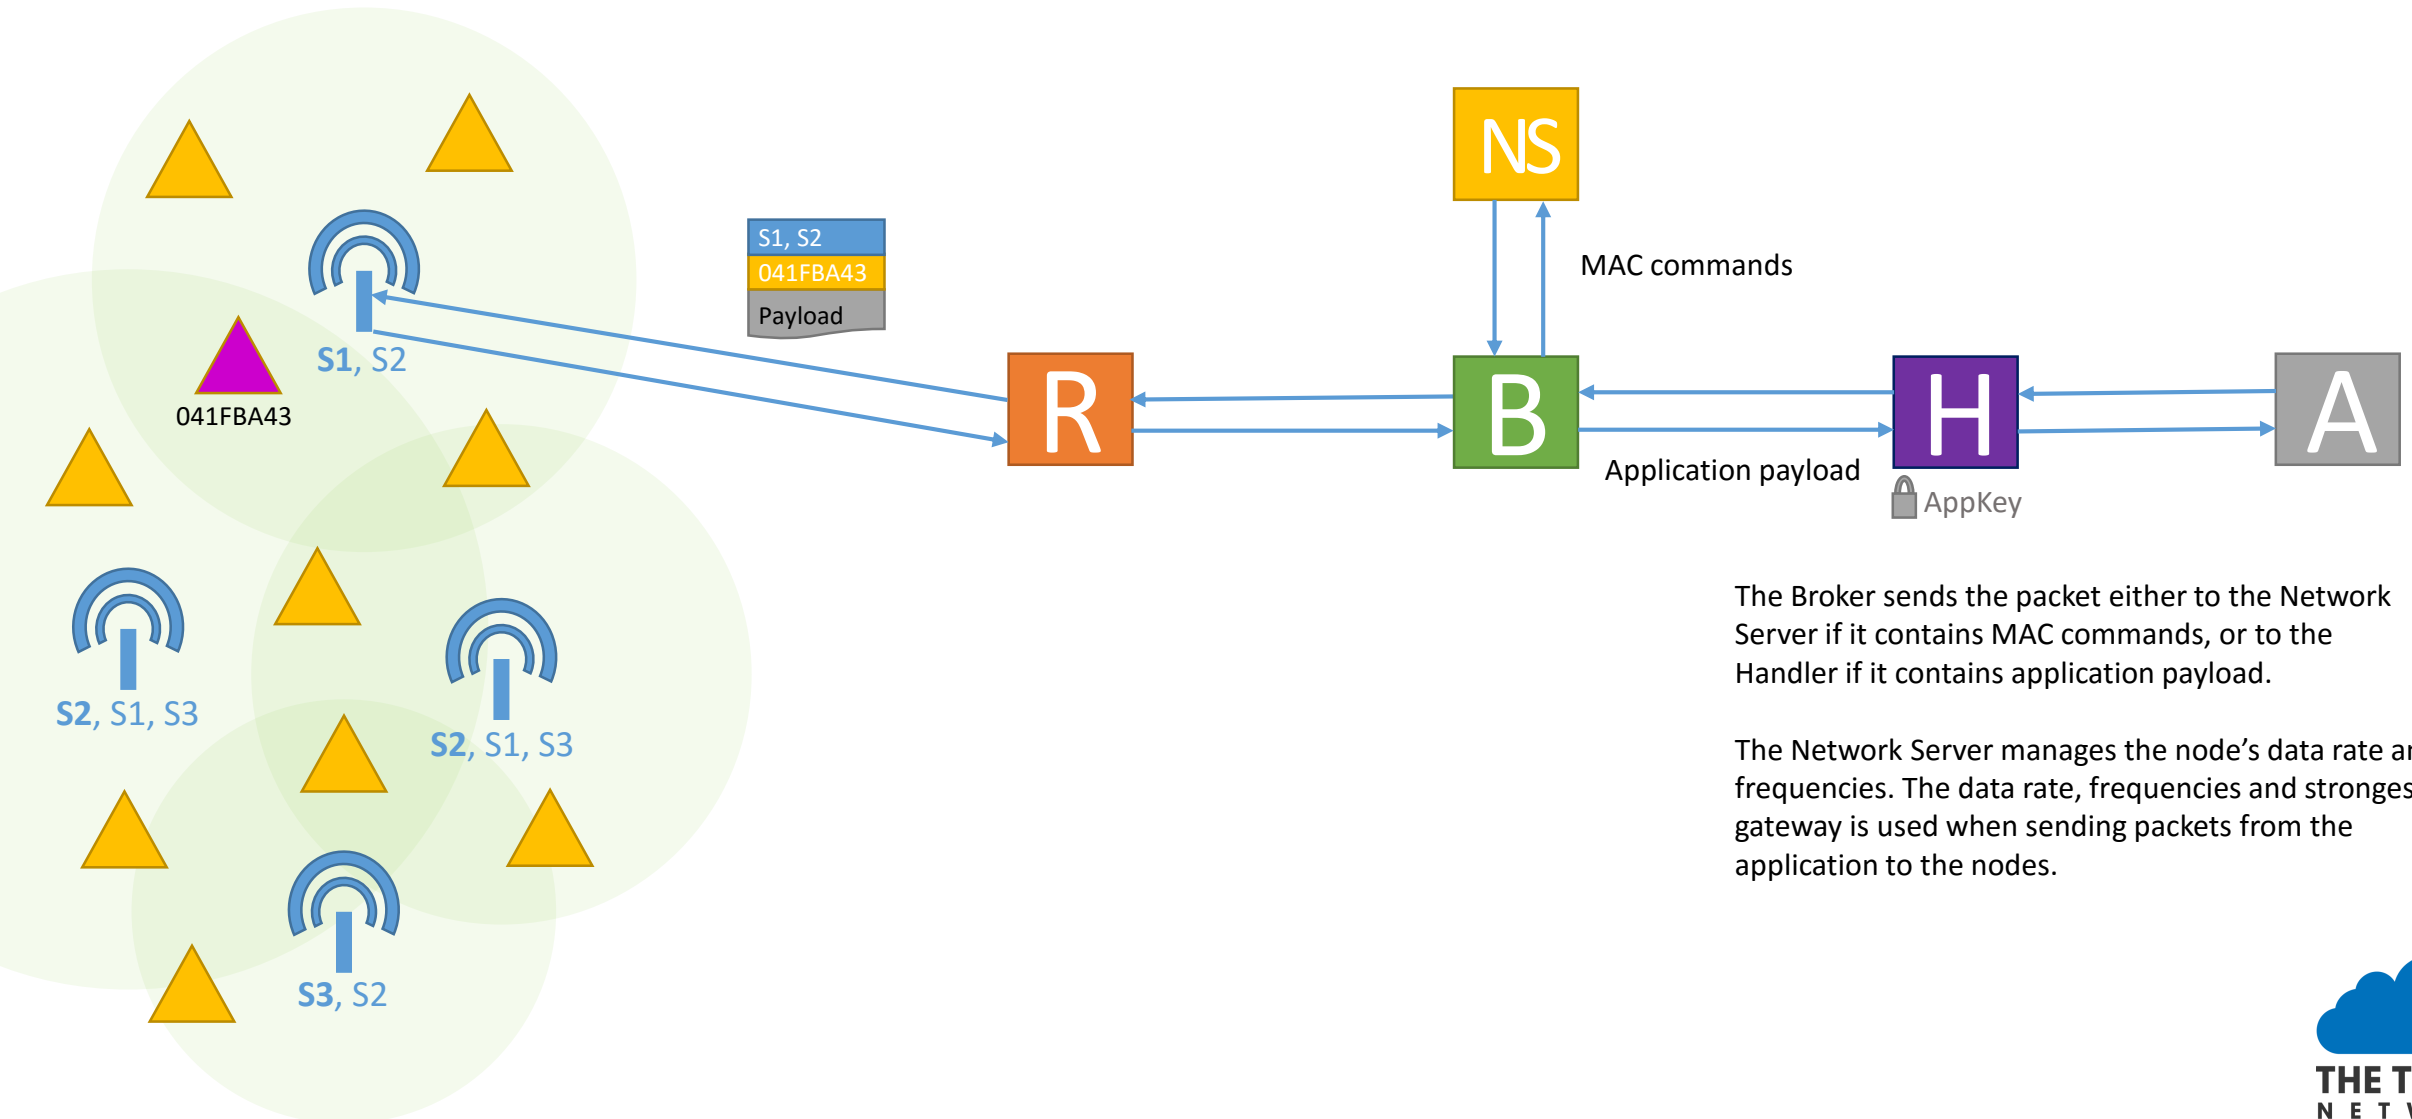 NS
S1, S2
041FBA43
Payload
MAC commands
S1, S2
041FBA43
R
B
H
A
Application payload
AppKey
The Broker sends the packet either to the Network
Server if it contains MAC commands, or to the
Handler if it contains application payload.
The Network Server manages the node's data rate
frequencies. The data rate, frequencies and
gateway is used when sending packets from the
application to the nodes.
S2, S1, S3
S2, S1, S3
S3, S2
THE